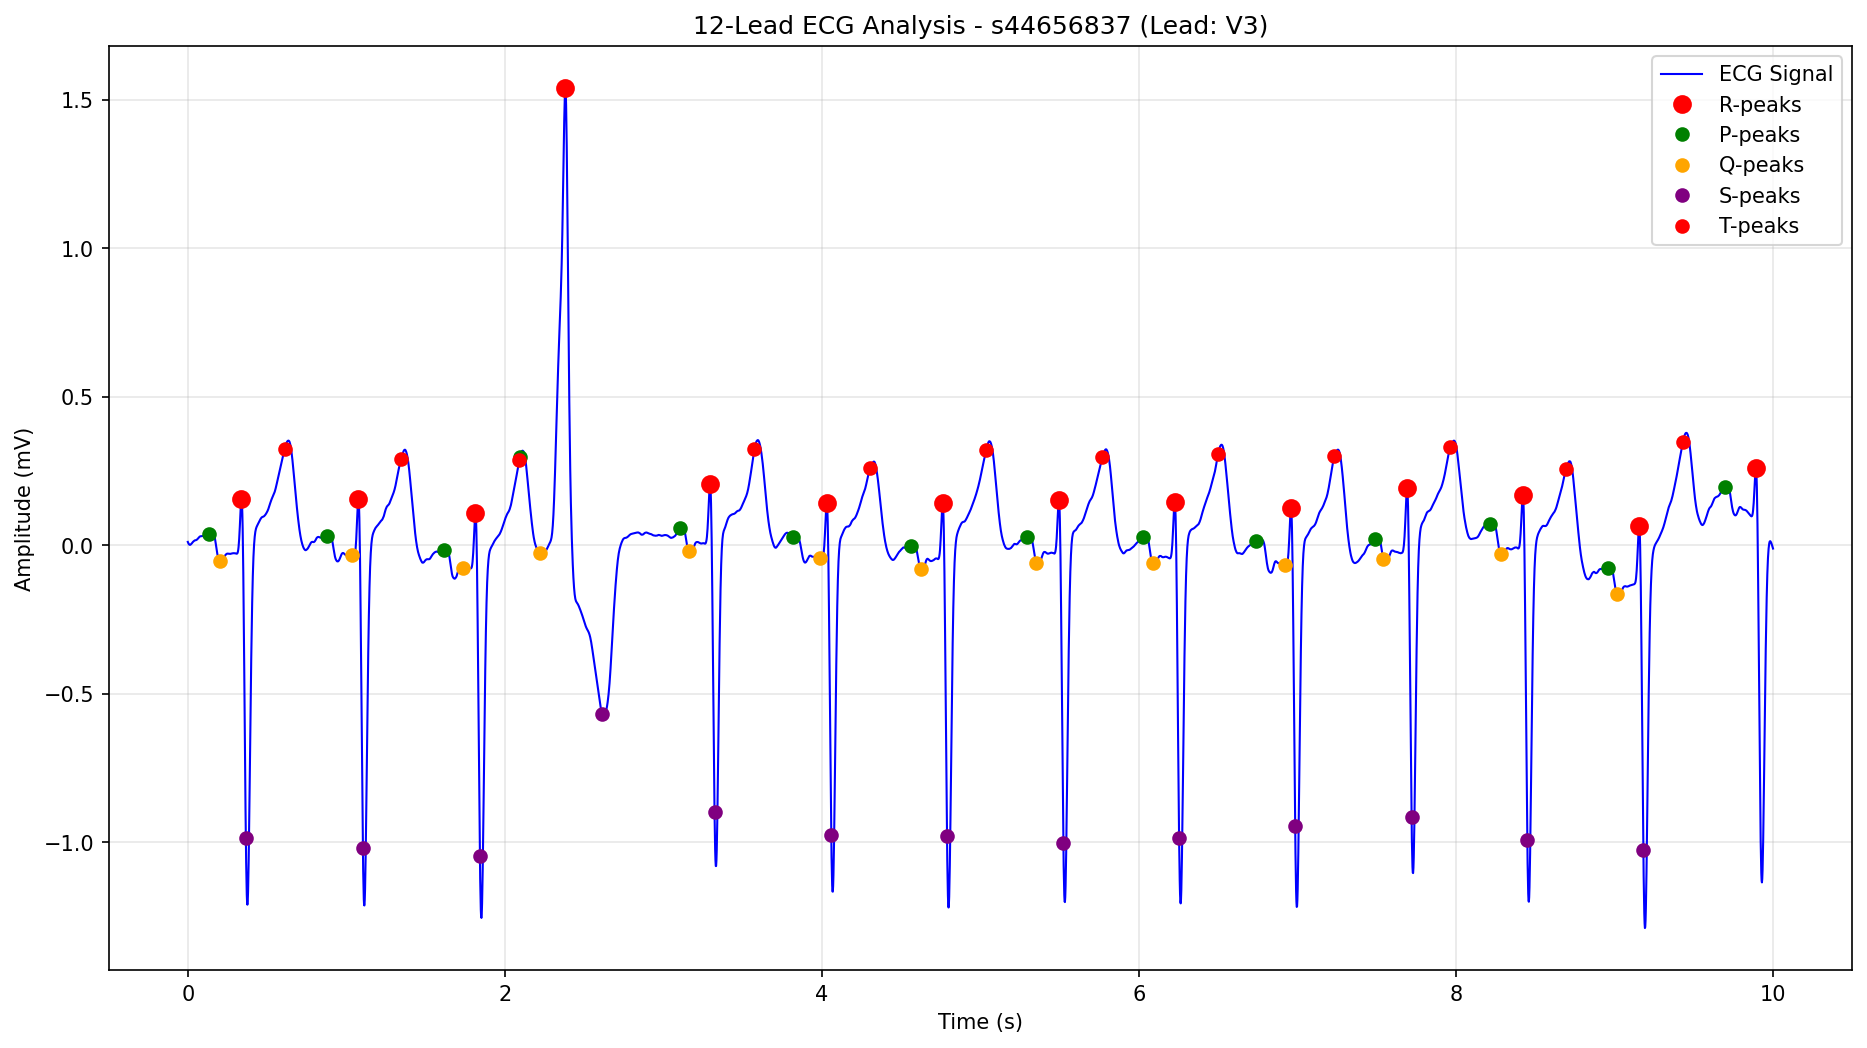 12-Lead ECG Analysis - s44656837 (Lead: V3)
ECG Signal
R-peaks
P-peaks
Q-peaks
S-peaks
T-peaks
Amplitude (mV)
1.5
1.0
0.5
0.0
−0.5
−1.0
0 2 4 6 8 10
Time (s)